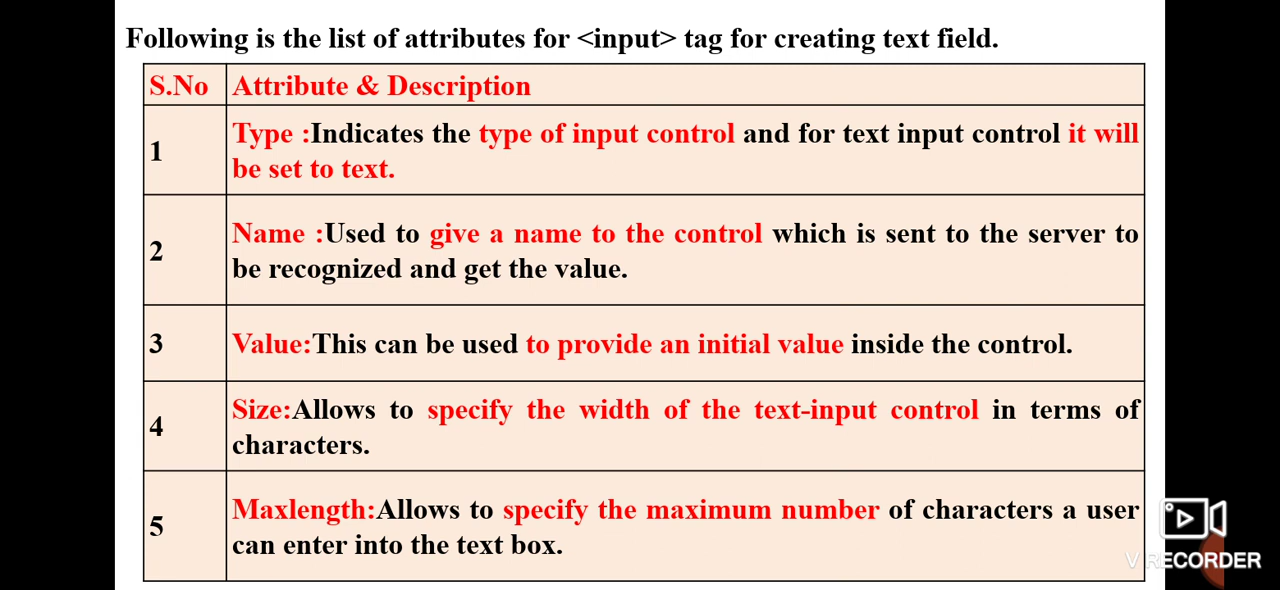 Following is the list of attributes for <input> tag for creating text field.
S.No Attribute & Description
1 Type :Indicates the type of input control and for text input control it will
be set to text.
2 Name :Used to give a name to the control which is sent to the server to
be recognized and get the value.
3 Value:This can be used to provide an initial value inside the control.
4 Size:Allows to specify the width of the text-input control in terms of
characters.
5 Maxlength:Allows to specify the maximum number of characters a user
can enter into the text box.
V RECORDER